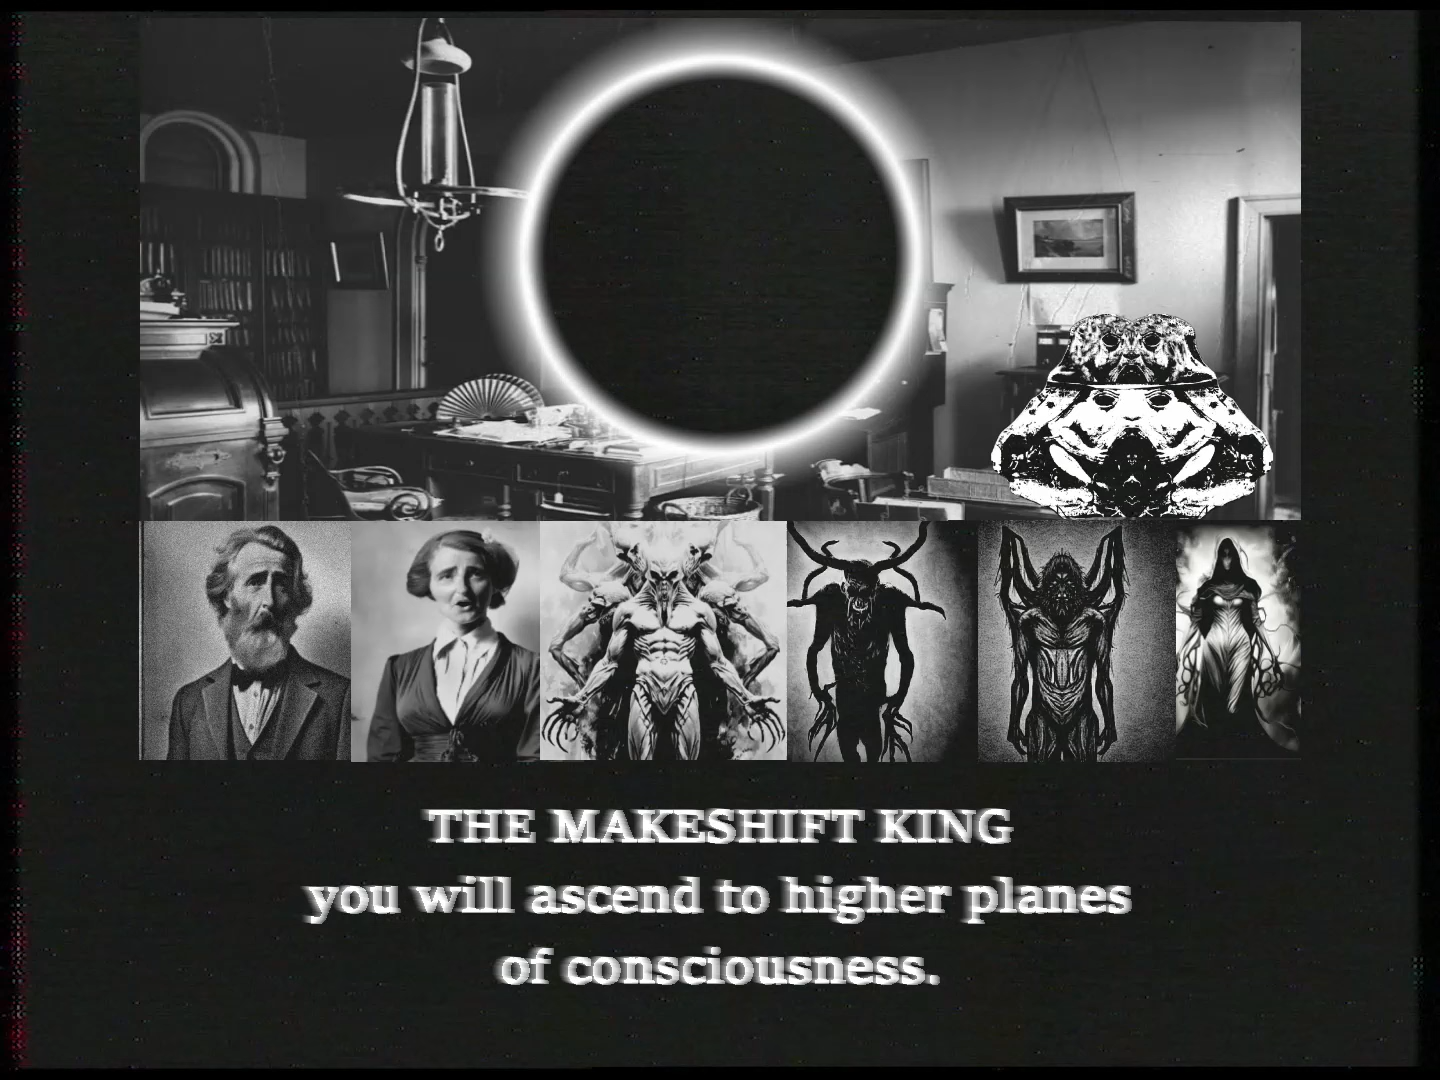 THE MAKESHIFT KING
you will ascend to higher planes
of consciousness.